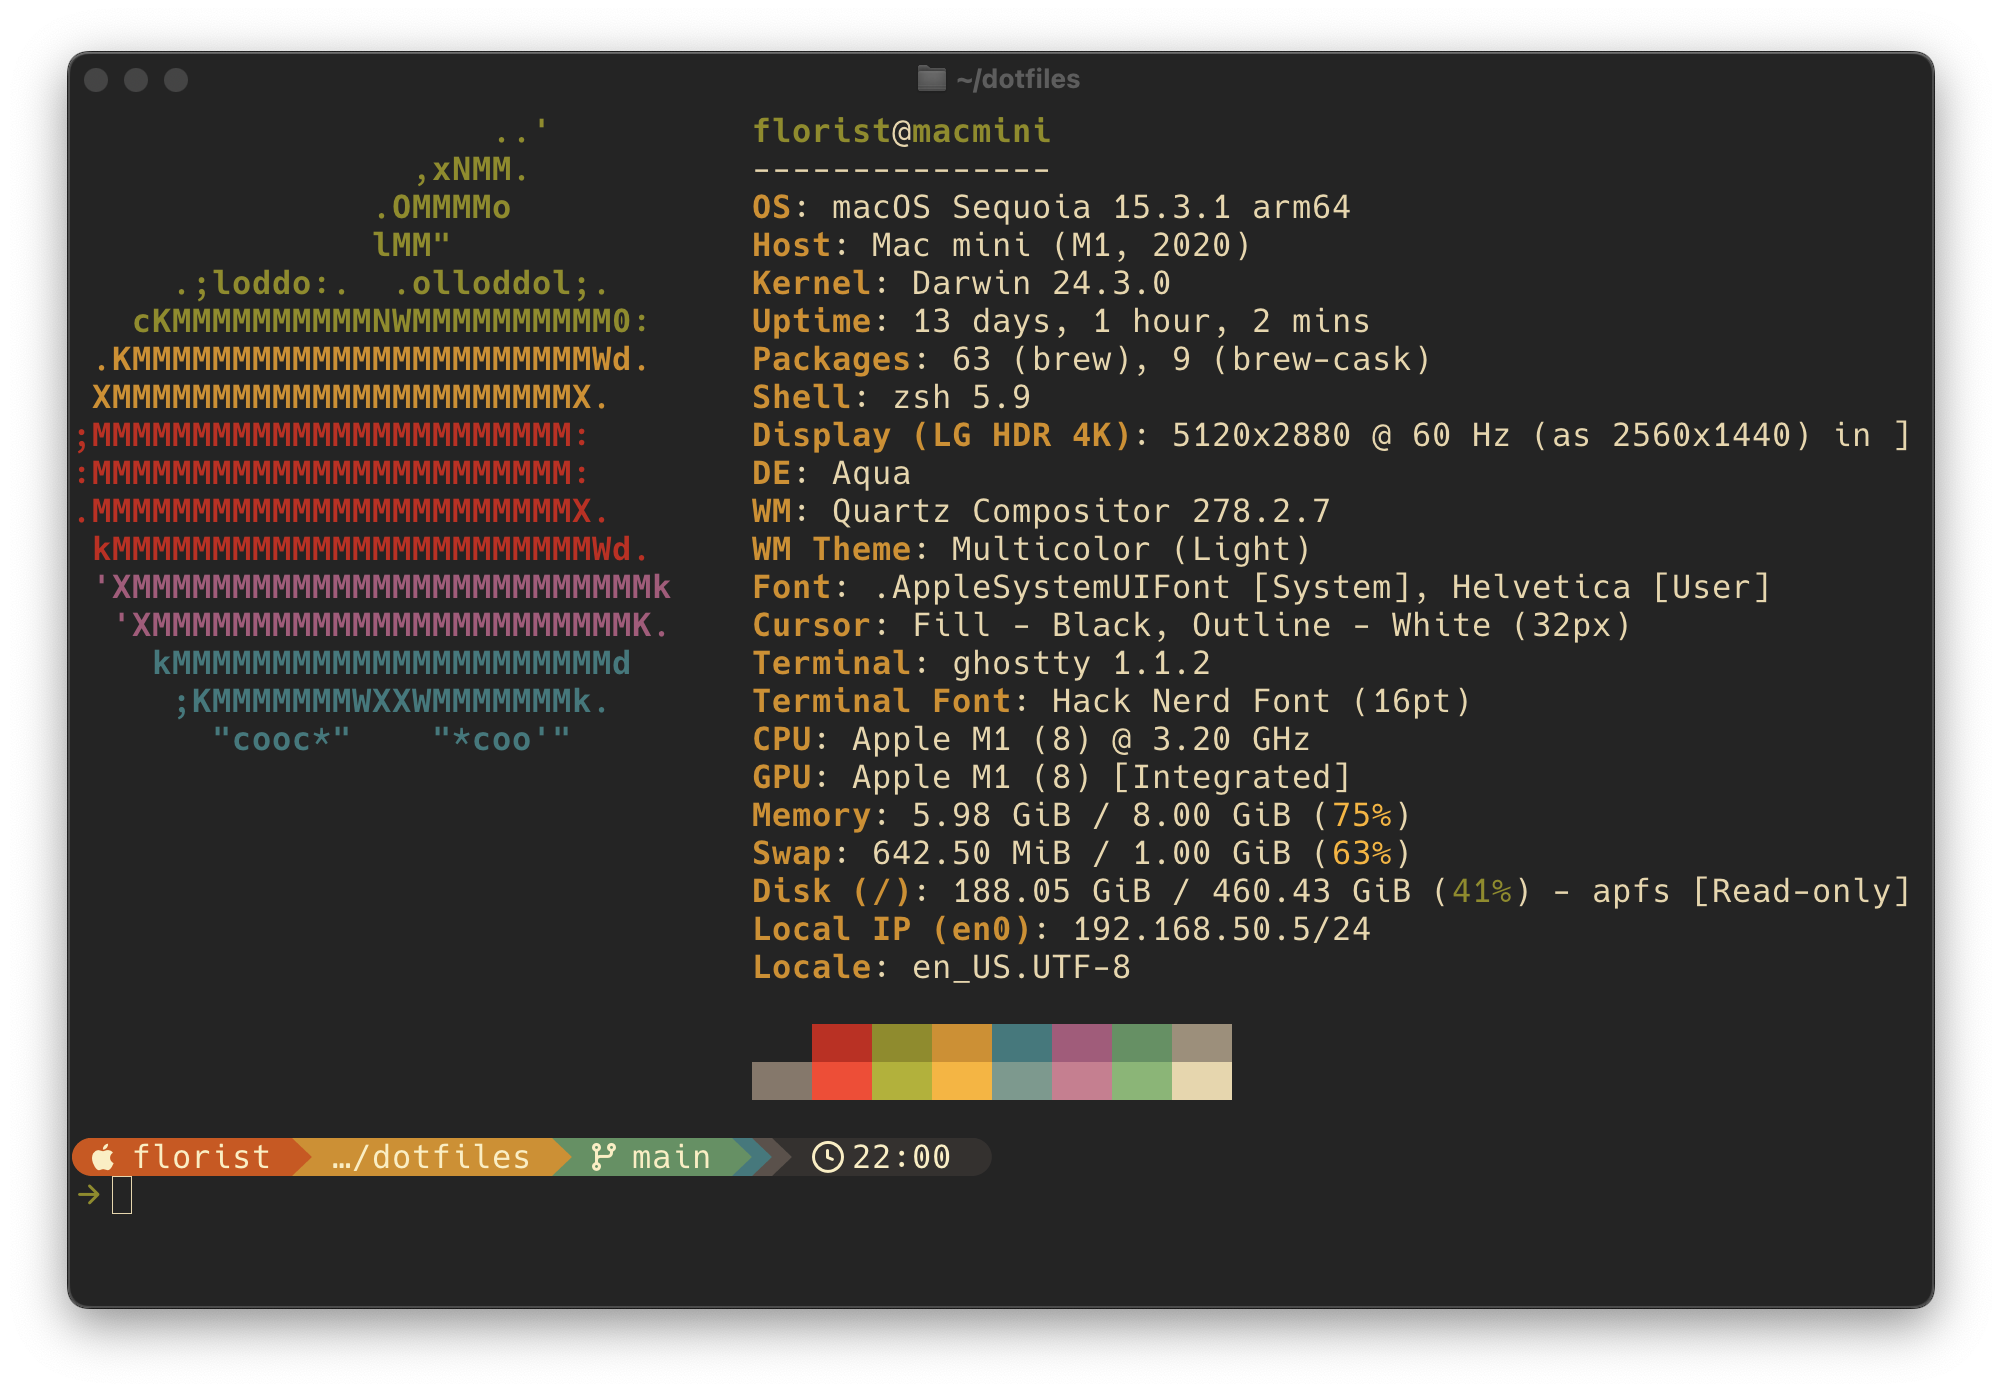 ~/dotfiles
                     ..'
                 ,xNMM.
               .OMMMMo
               lMM"
     .;loddo:.  .olloddol;.
   cKMMMMMMMMMMNWMMMMMMMMMM0:
 .KMMMMMMMMMMMMMMMMMMMMMMMWd.
 XMMMMMMMMMMMMMMMMMMMMMMMX.
;MMMMMMMMMMMMMMMMMMMMMMMM:
:MMMMMMMMMMMMMMMMMMMMMMMM:
.MMMMMMMMMMMMMMMMMMMMMMMMX.
 kMMMMMMMMMMMMMMMMMMMMMMMMWd.
 'XMMMMMMMMMMMMMMMMMMMMMMMMMMk
  'XMMMMMMMMMMMMMMMMMMMMMMMMK.
    kMMMMMMMMMMMMMMMMMMMMMMd
     ;KMMMMMMMWXXWMMMMMMMk.
       "cooc*"    "*coo'"
florist@macmini
---------------
OS: macOS Sequoia 15.3.1 arm64
Host: Mac mini (M1, 2020)
Kernel: Darwin 24.3.0
Uptime: 13 days, 1 hour, 2 mins
Packages: 63 (brew), 9 (brew-cask)
Shell: zsh 5.9
Display (LG HDR 4K): 5120x2880 @ 60 Hz (as 2560x1440) in ]
DE: Aqua
WM: Quartz Compositor 278.2.7
WM Theme: Multicolor (Light)
Font: .AppleSystemUIFont [System], Helvetica [User]
Cursor: Fill - Black, Outline - White (32px)
Terminal: ghostty 1.1.2
Terminal Font: Hack Nerd Font (16pt)
CPU: Apple M1 (8) @ 3.20 GHz
GPU: Apple M1 (8) [Integrated]
Memory: 5.98 GiB / 8.00 GiB (75%)
Swap: 642.50 MiB / 1.00 GiB (63%)
Disk (/): 188.05 GiB / 460.43 GiB (41%) - apfs [Read-only]
Local IP (en0): 192.168.50.5/24
Locale: en_US.UTF-8
florist …/dotfiles main 22:00
→